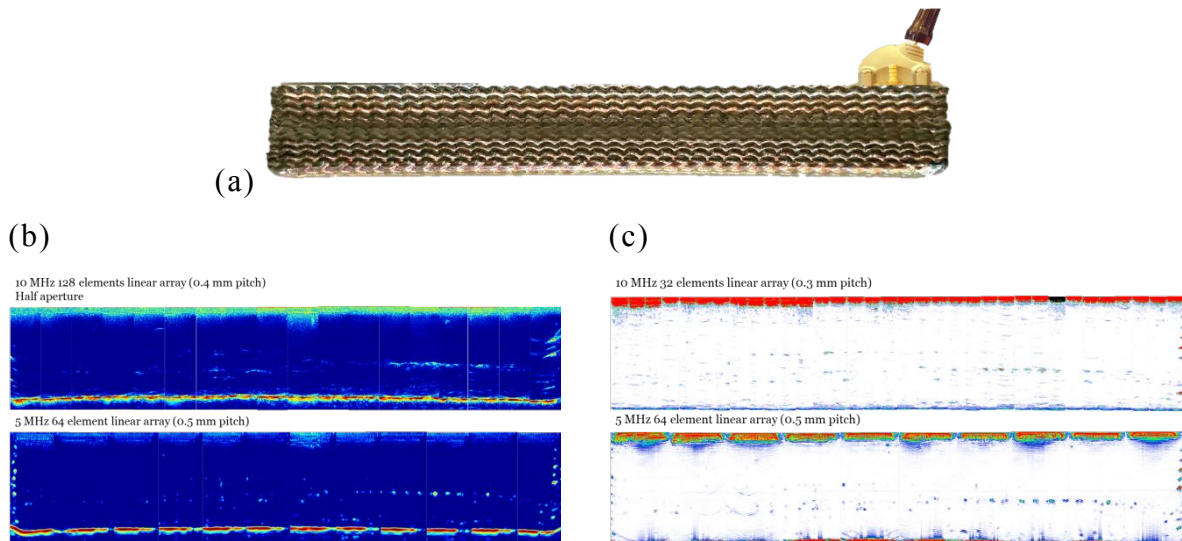 (a)
(b)
(c)
10 MHz 128 elements linear array (0.4 mm pitch)
Half aperture
10 MHz 32 elements linear array (0.3 mm pitch)
5 MHz 64 element linear array (0.5 mm pitch)
5 MHz 64 element linear array (0.5 mm pitch)